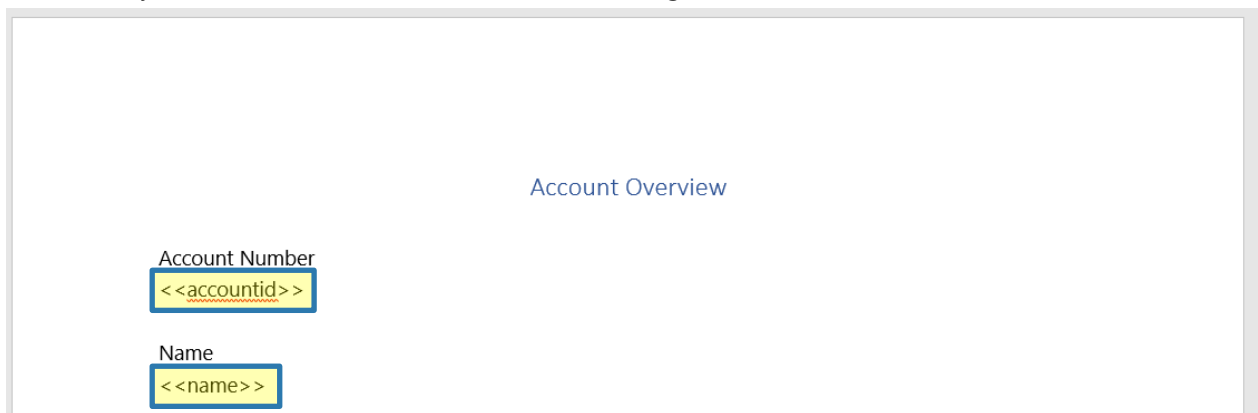 Account Overview
Account Number
<<accountid>>
Name
<<name>>